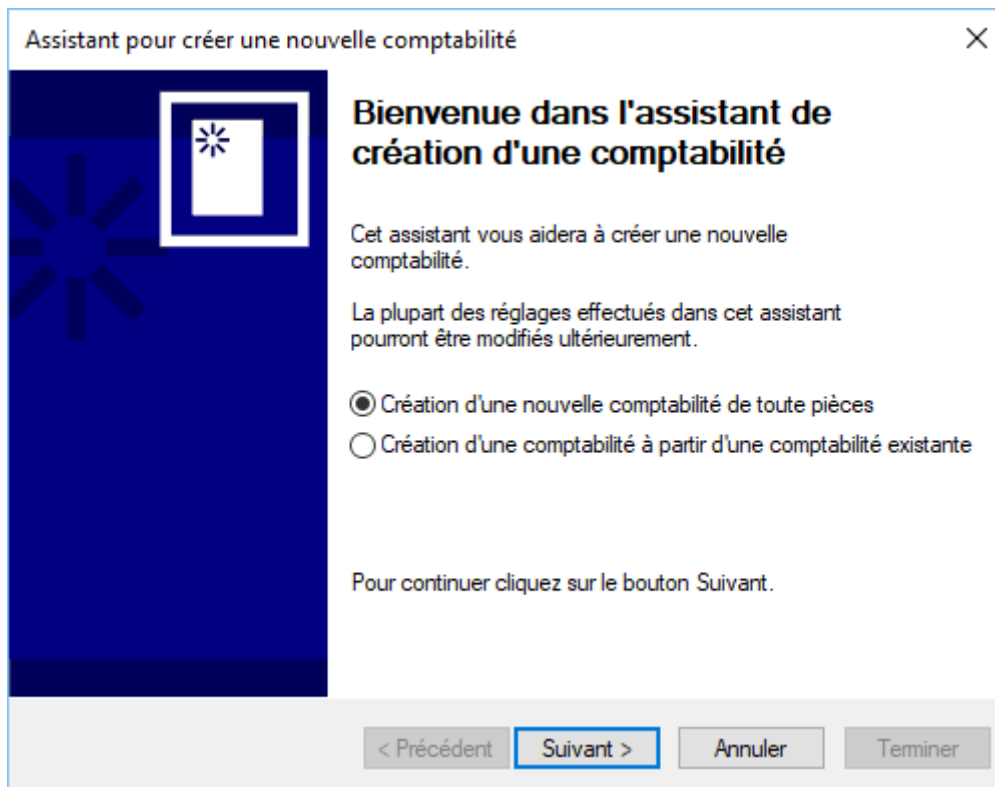 Assistant pour créer une nouvelle comptabilité
Bienvenue dans l'assistant de
création d'une comptabilité
Cet assistant vous aidera à créer une nouvelle
comptabilité.
La plupart des réglages effectués dans cet assistant
pourront être modifiés ultérieurement.
Création d'une nouvelle comptabilité de toute pièces
Création d'une comptabilité à partir d'une comptabilité existante
Pour continuer cliquez sur le bouton Suivant.
< Précédent Suivant > Annuler Terminer